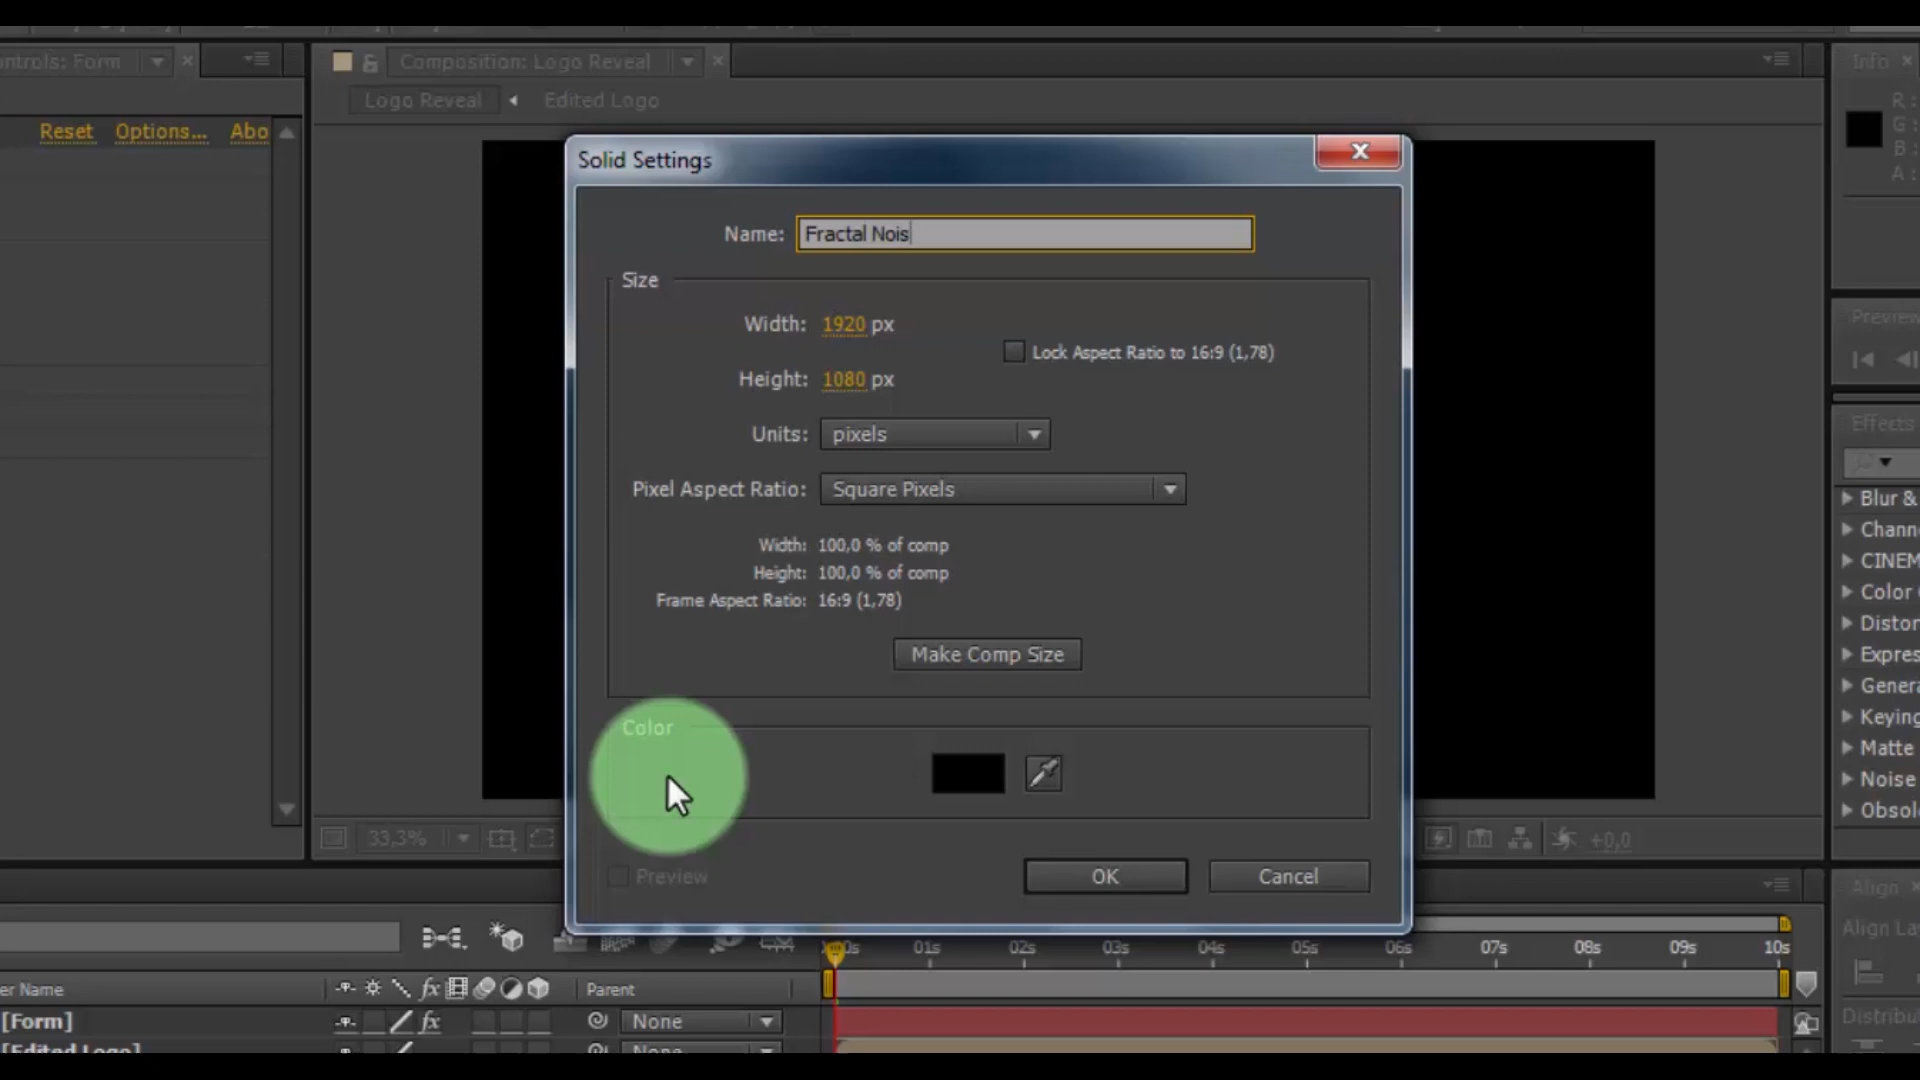 ontrols: Form
Composition: Logo Reveal
Info
Logo Reveal
Edited Logo
Reset Options... Abo
R:
G:
B:
A:
Solid Settings
Name: Fractal Nois
Size
Width: 1920 px
Lock Aspect Ratio to 16:9 (1,78)
Height: 1080 px
Units: pixels
Pixel Aspect Ratio: Square Pixels
Width: 100,0 % of comp
Height: 100,0 % of comp
Frame Aspect Ratio: 16:9 (1,78)
Make Comp Size
Color
Preview
OK
Cancel
Preview
Effects
Blur &
Chann
CINEM
Color
Distor
Expres
Genera
Keying
Matte
Noise
Obsol
33,3%
+0,0
Align
Align La
Distribu
01s 02s 03s 04s 05s 06s 07s 08s 09s 10s
er Name
fx
Parent
[Form]
fx
None
[Edited Logo]
None